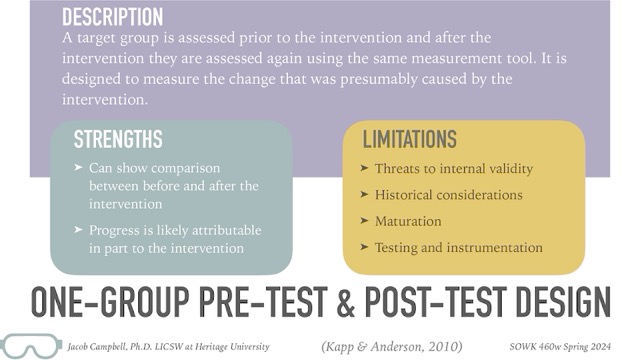 DESCRIPTION
A target group is assessed prior to the intervention and after the
intervention they are assessed again using the same measurement tool. It is
designed to measure the change that was presumably caused by the
intervention.
STRENGTHS
➤ Can show comparison
between before and after the
intervention
➤ Progress is likely attributable
in part to the intervention
LIMITATIONS
➤ Threats to internal validity
➤ Historical considerations
➤ Maturation
➤ Testing and instrumentation
ONE-GROUP PRE-TEST & POST-TEST DESIGN
Jacob Campbell, Ph.D. LICSW at Heritage University
(Kapp & Anderson, 2010)
SOWK 460w Spring 2024